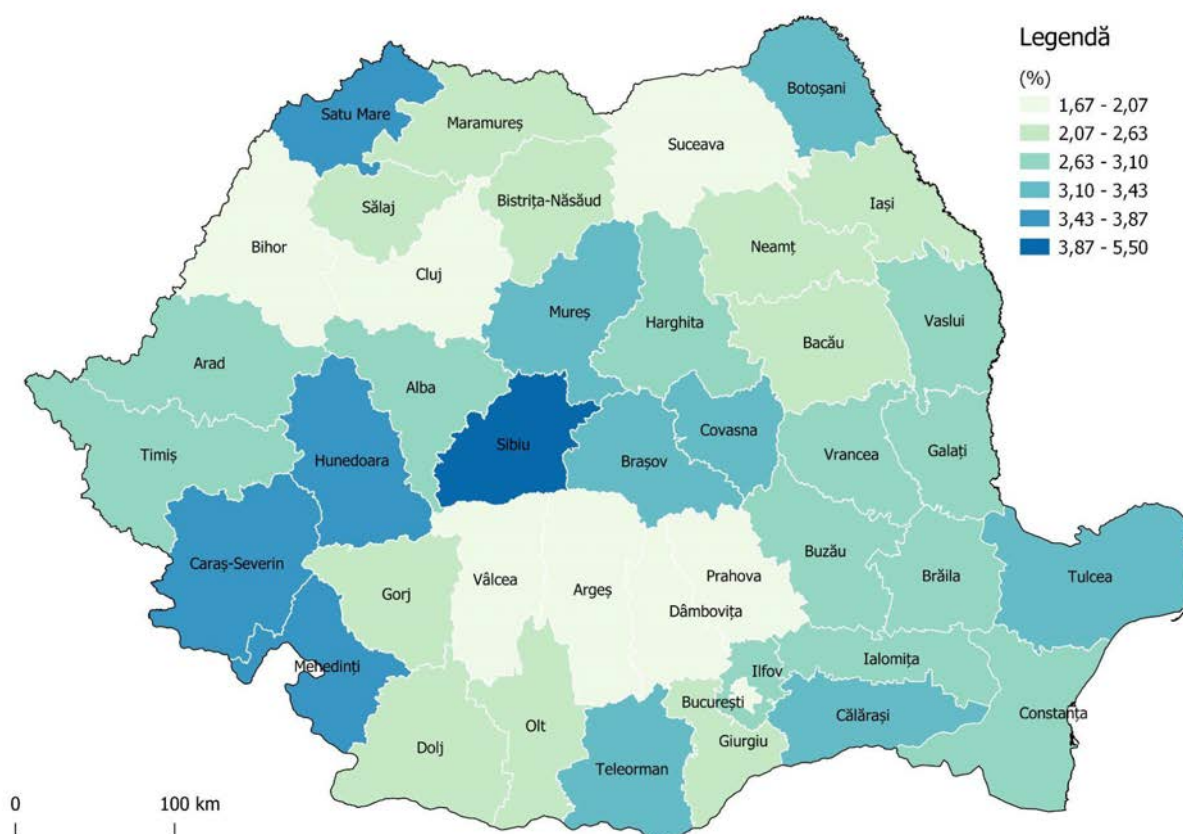 Legendă
(%)
1,67 - 2,07
2,07 - 2,63
2,63 - 3,10
3,10 - 3,43
3,43 - 3,87
3,87 - 5,50
Botoșani
Satu Mare
Maramureș
Suceava
Sălaj
Bistrița-Năsăud
Iași
Bihor
Cluj
Neamț
Mureș
Harghita
Vaslui
Bacău
Arad
Alba
Timiș
Hunedoara
Sibiu
Brașov
Covasna
Vrancea
Galați
Caraș-Severin
Gorj
Vâlcea
Argeș
Prahova
Dâmbovița
Buzău
Brăila
Tulcea
Mehedinți
Ilfov
Ialomița
București
Călărași
Constanța
Dolj
Olt
Giurgiu
Teleorman
0 100 km